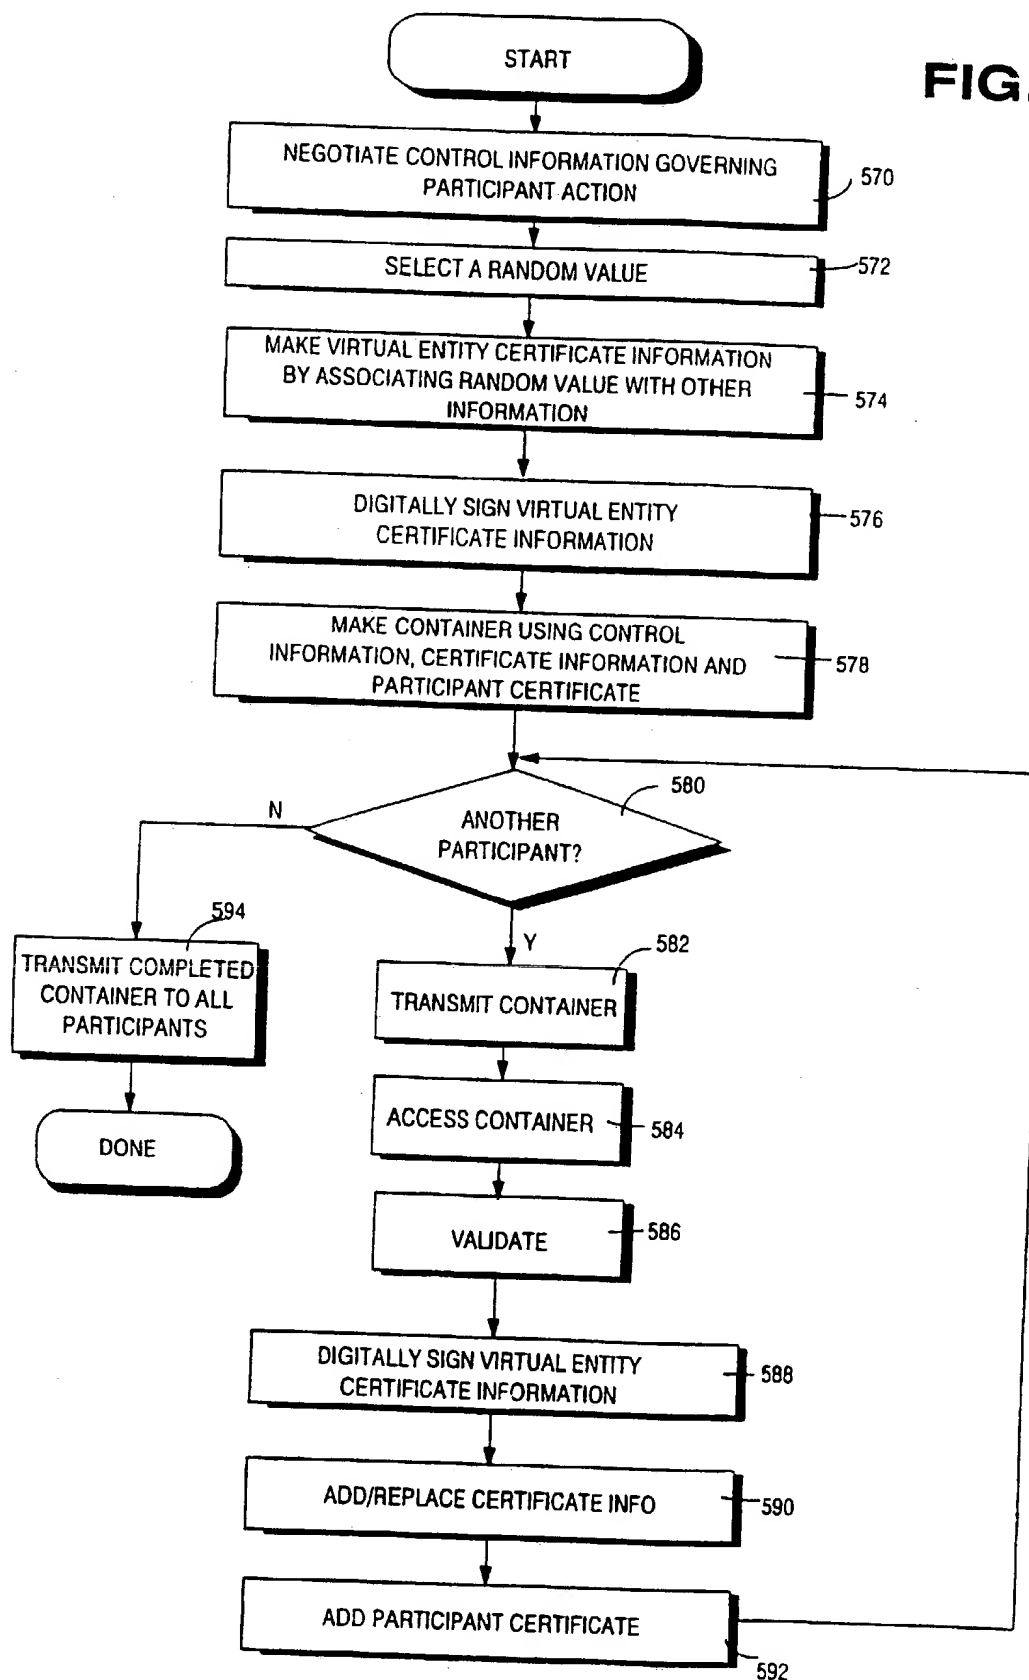 START
FIG.
NEGOTIATE CONTROL INFORMATION GOVERNING
PARTICIPANT ACTION
570
SELECT A RANDOM VALUE
572
MAKE VIRTUAL ENTITY CERTIFICATE INFORMATION
BY ASSOCIATING RANDOM VALUE WITH OTHER
INFORMATION
574
DIGITALLY SIGN VIRTUAL ENTITY
CERTIFICATE INFORMATION
576
MAKE CONTAINER USING CONTROL
INFORMATION, CERTIFICATE INFORMATION AND
PARTICIPANT CERTIFICATE
578
580
N
ANOTHER
PARTICIPANT?
Y
594
TRANSMIT COMPLETED
CONTAINER TO ALL
PARTICIPANTS
DONE
582
TRANSMIT CONTAINER
ACCESS CONTAINER
584
VALIDATE
586
DIGITALLY SIGN VIRTUAL ENTITY
CERTIFICATE INFORMATION
588
ADD/REPLACE CERTIFICATE INFO
590
ADD PARTICIPANT CERTIFICATE
592